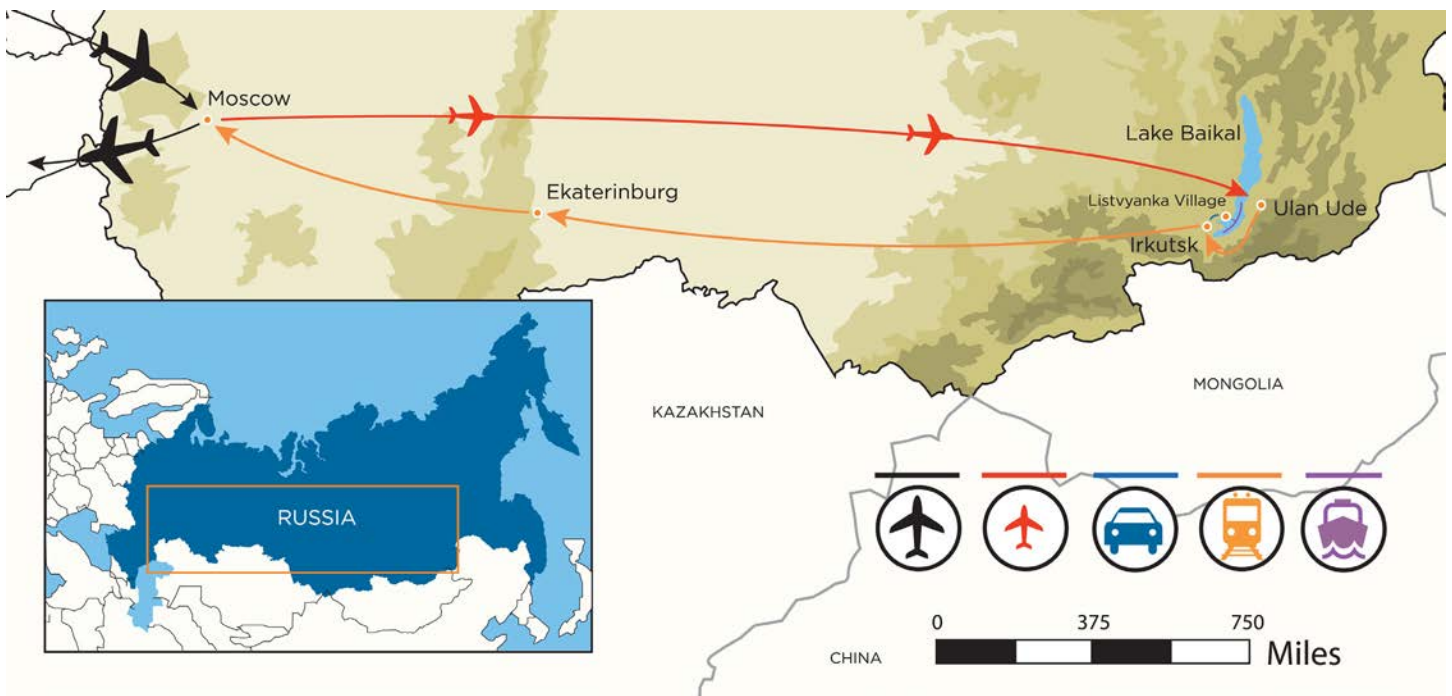 Moscow
Lake Baikal
Ekaterinburg
Listvyanka Village
Ulan Ude
Irkutsk
MONGOLIA
KAZAKHSTAN
RUSSIA
0 375 750
Miles
CHINA